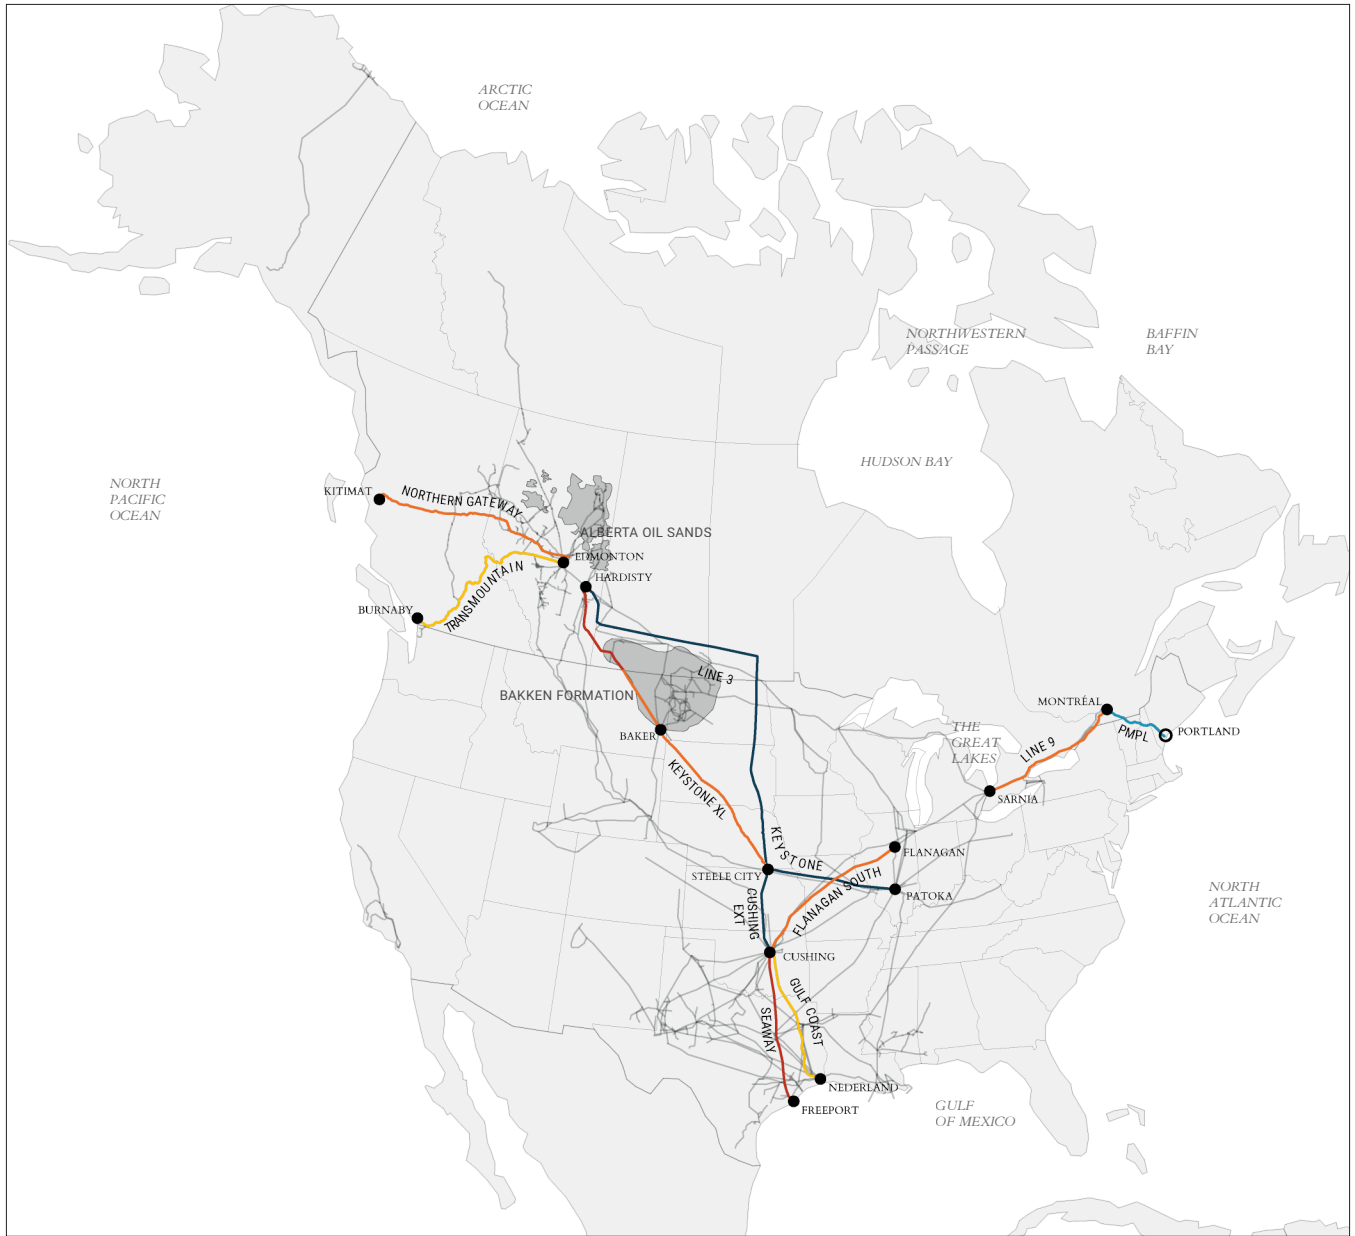 ARCTIC
OCEAN
NORTHWESTERN
PASSAGE
BAFFIN
BAY
HUDSON BAY
NORTH
PACIFIC
OCEAN
KITIMAT
NORTHERN GATEWAY
ALBERTA OIL SANDS
EDMONTON
HARDISTY
BURNABY
TRANSMOUNTAIN
LINE 3
BAKKEN FORMATION
BAKER
KEYSTONE XL
MONTRÉAL
PMPL
PORTLAND
THE
GREAT
LAKES
LINE 9
SARNIA
KEYSTONE
FLANAGAN
STEELE CITY
FLANAGAN SOUTH
PATOKA
CUSHING
EXT
NORTH
ATLANTIC
OCEAN
CUSHING
GULF COAST
SEAWAY
NEDERLAND
FREEPORT
GULF
OF MEXICO